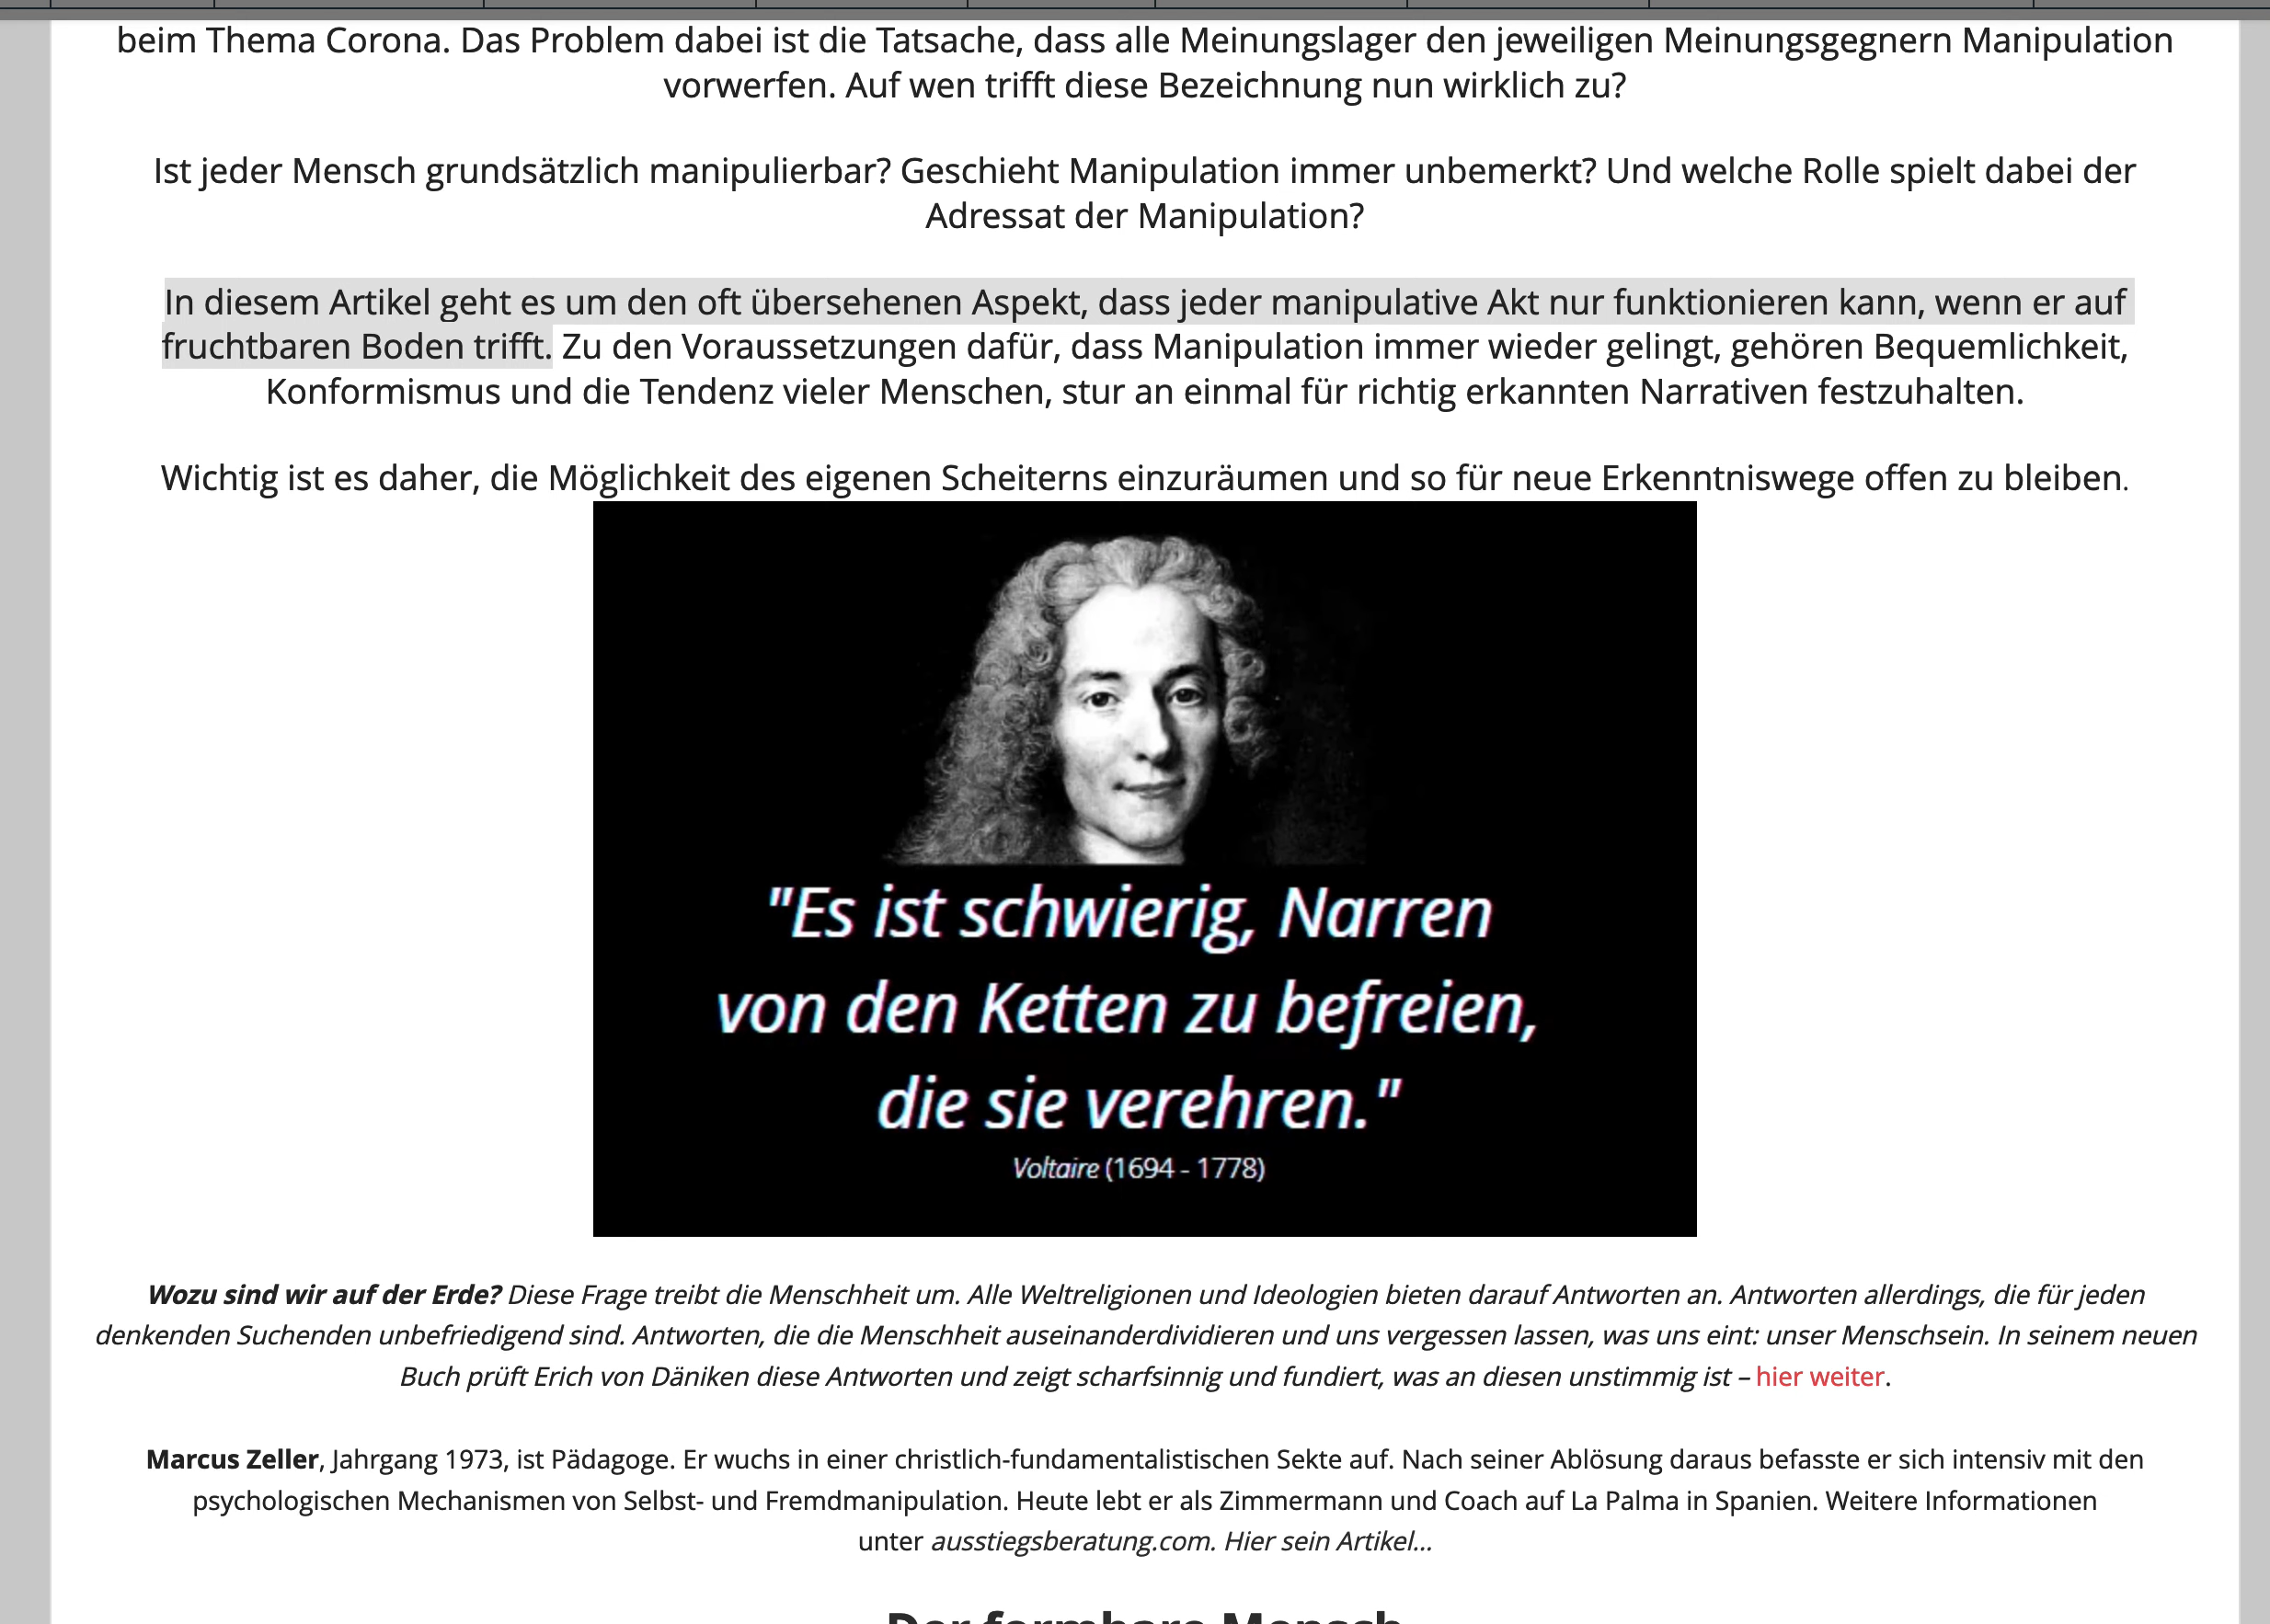 beim Thema Corona. Das Problem dabei ist die Tatsache, dass alle Meinungslager den jeweiligen Meinungsgegnern Manipulation
vorwerfen. Auf wen trifft diese Bezeichnung nun wirklich zu?
Ist jeder Mensch grundsätzlich manipulierbar? Geschieht Manipulation immer unbemerkt? Und welche Rolle spielt dabei der
Adressat der Manipulation?
In diesem Artikel geht es um den oft übersehenen Aspekt, dass jeder manipulative Akt nur funktionieren kann, wenn er auf
fruchtbaren Boden trifft. Zu den Voraussetzungen dafür, dass Manipulation immer wieder gelingt, gehören Bequemlichkeit,
Konformismus und die Tendenz vieler Menschen, stur an einmal für richtig erkannten Narrativen festzuhalten.
Wichtig ist es daher, die Möglichkeit des eigenen Scheiterns einzuräumen und so für neue Erkenntniswege offen zu bleiben.
"Es ist schwierig, Narren
von den Ketten zu befreien,
die sie verehren."
Voltaire (1694 - 1778)
Wozu sind wir auf der Erde? Diese Frage treibt die Menschheit um. Alle Weltreligionen und Ideologien bieten darauf Antworten an. Antworten allerdings, die für jeden
denkenden Suchenden unbefriedigend sind. Antworten, die die Menschheit auseinanderdividieren und uns vergessen lassen, was uns eint: unser Menschsein. In seinem neuen
Buch prüft Erich von Däniken diese Antworten und zeigt scharfsinnig und fundiert, was an diesen unstimmig ist – hier weiter.
Marcus Zeller, Jahrgang 1973, ist Pädagoge. Er wuchs in einer christlich-fundamentalistischen Sekte auf. Nach seiner Ablösung daraus befasste er sich intensiv mit den
psychologischen Mechanismen von Selbst- und Fremdmanipulation. Heute lebt er als Zimmermann und Coach auf La Palma in Spanien. Weitere Informationen
unter ausstiegsberatung.com. Hier sein Artikel...
Der formbare Mensch